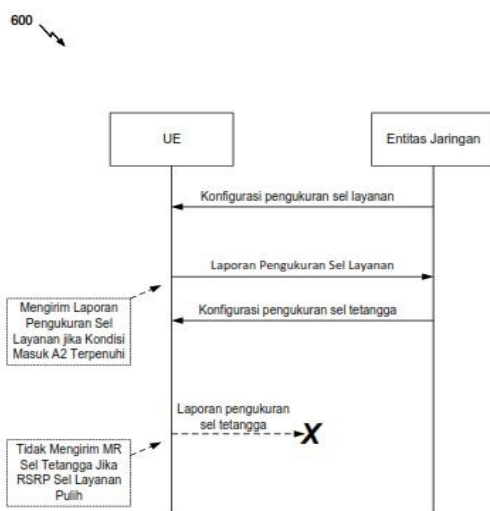 600
UE
Entitas Jaringan
Konfigurasi pengukuran sel layanan
Laporan Pengukuran Sel Layanan
Mengirim Laporan
Pengukuran Sel
Layanan jika Kondisi
Masuk A2 Terpenuhi
Konfigurasi pengukuran sel tetangga
Laporan pengukuran
sel tetangga
X
Tidak Mengirim MR
Sel Tetangga Jika
RSRP Sel Layanan
Pulih